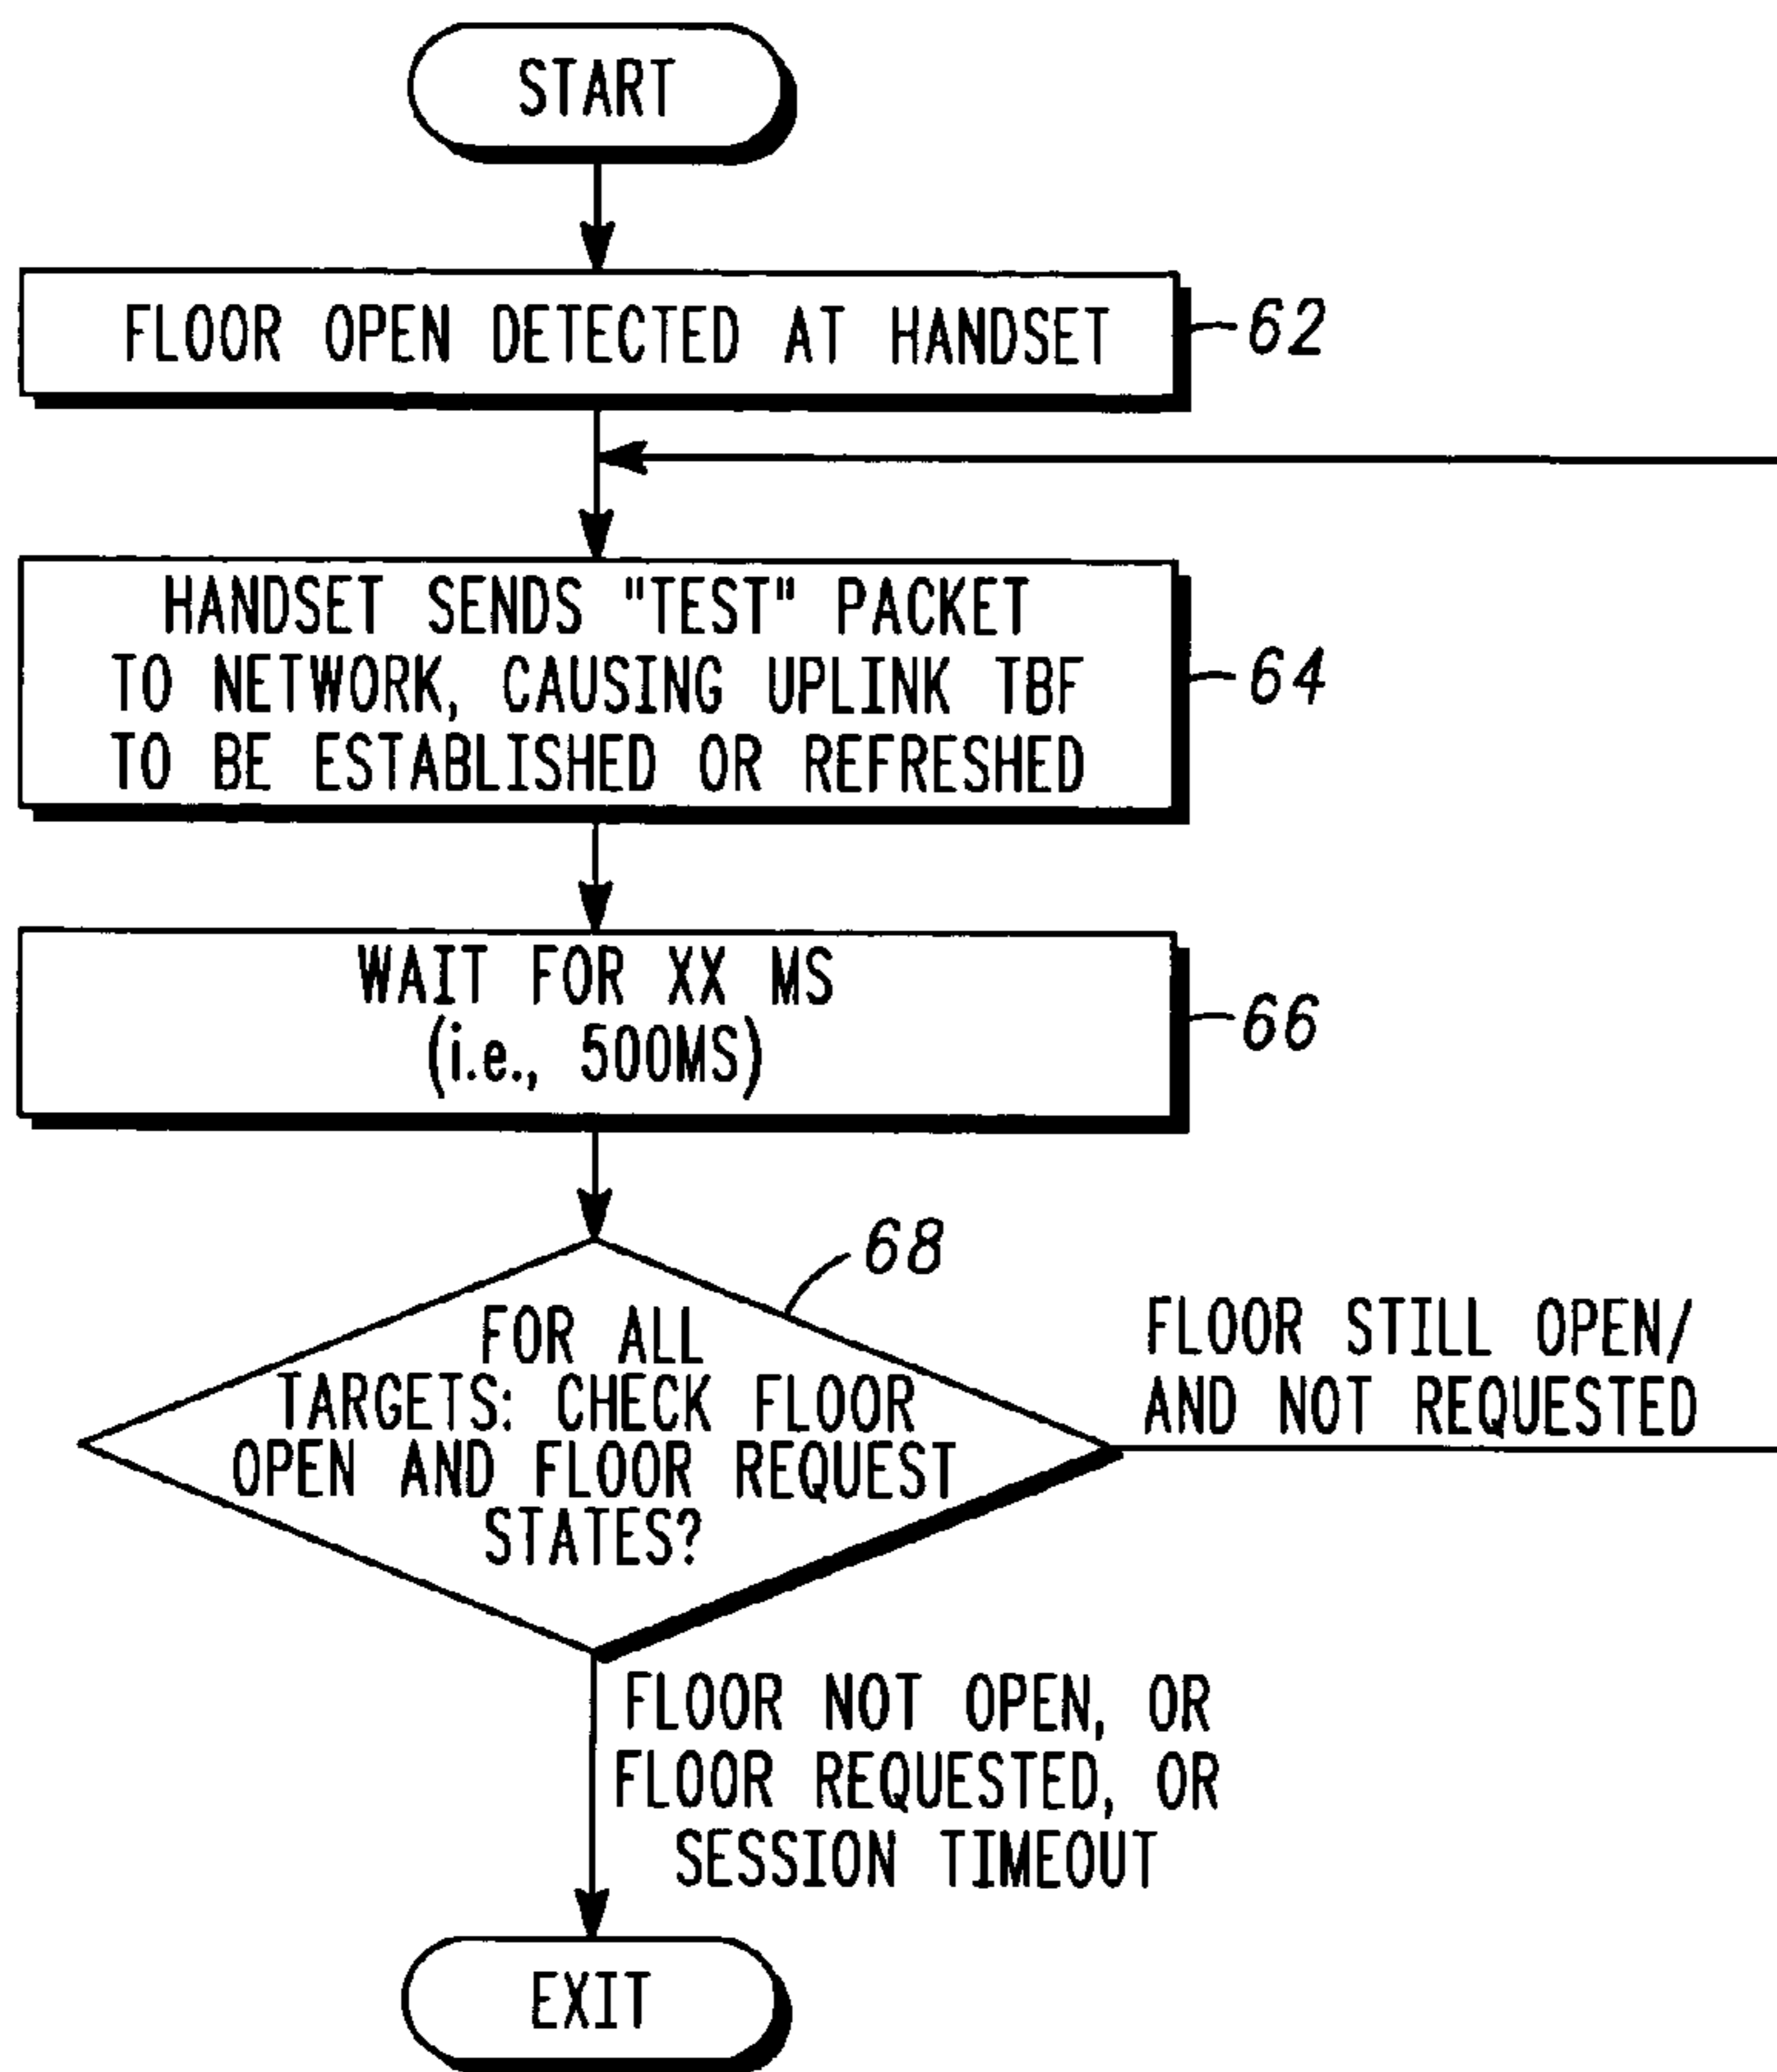 START
FLOOR OPEN DETECTED AT HANDSET
62
HANDSET SENDS "TEST" PACKET
TO NETWORK, CAUSING UPLINK TBF
TO BE ESTABLISHED OR REFRESHED
64
WAIT FOR XX MS
(i.e., 500MS)
66
68
FOR ALL
TARGETS: CHECK FLOOR
OPEN AND FLOOR REQUEST
STATES?
FLOOR STILL OPEN/
AND NOT REQUESTED
FLOOR NOT OPEN, OR
FLOOR REQUESTED, OR
SESSION TIMEOUT
EXIT